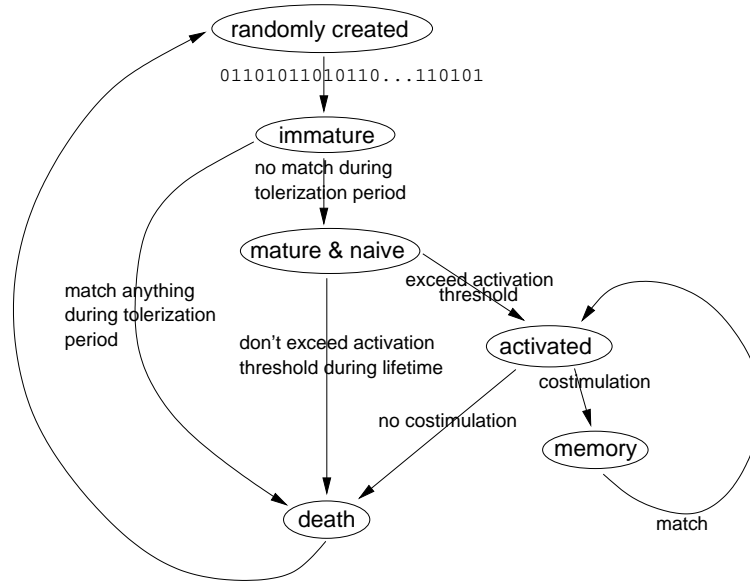 randomly created
01101011010110...110101
immature
no match during
tolerization period
mature & naive
exceed activation
threshold
match anything
during tolerization
period
don't exceed activation
threshold during lifetime
activated
costimulation
no costimulation
memory
death
match